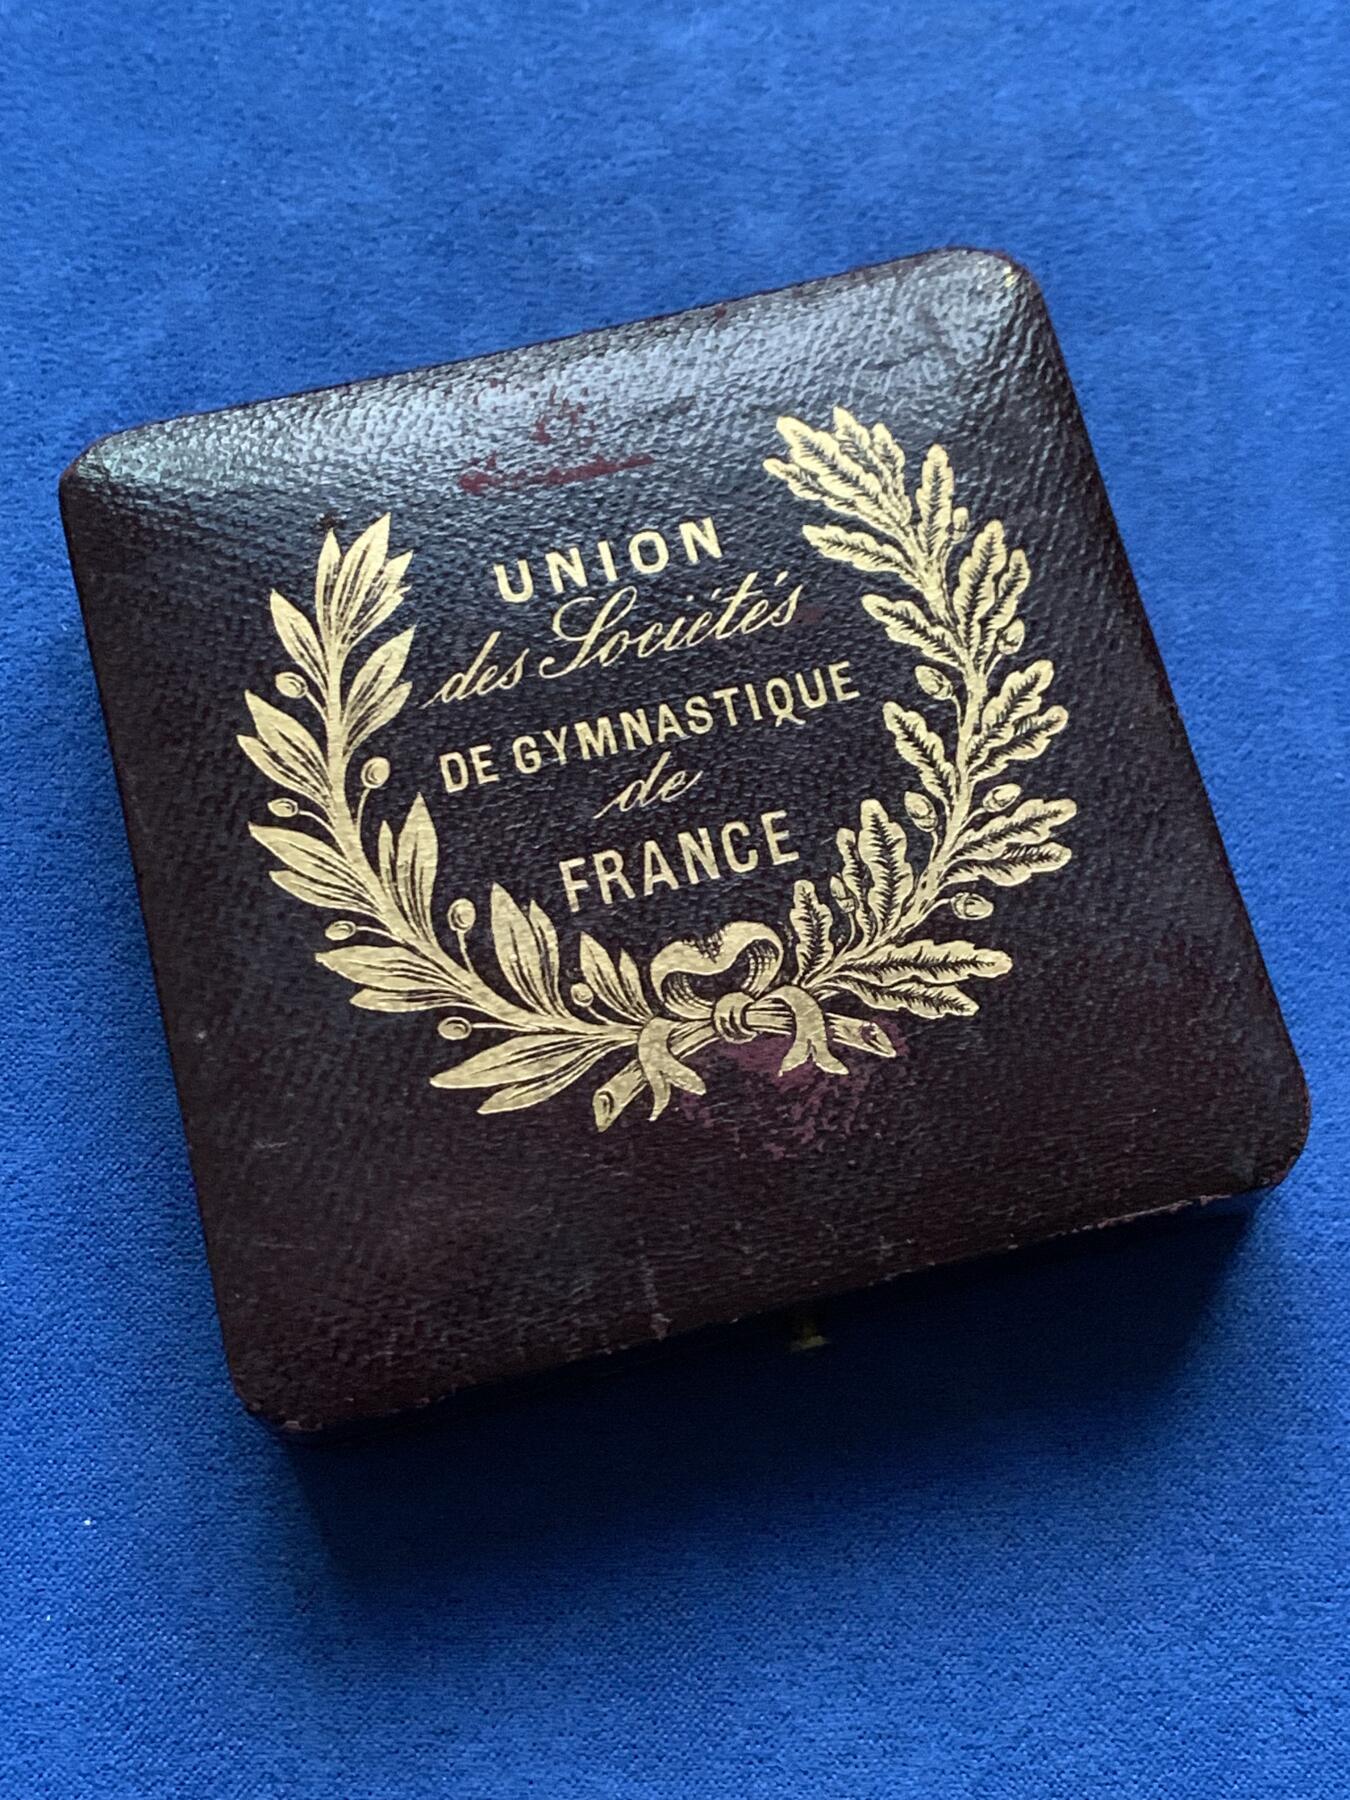 UNION
des Sociétés
DE GYMNASTIQUE
de
FRANCE